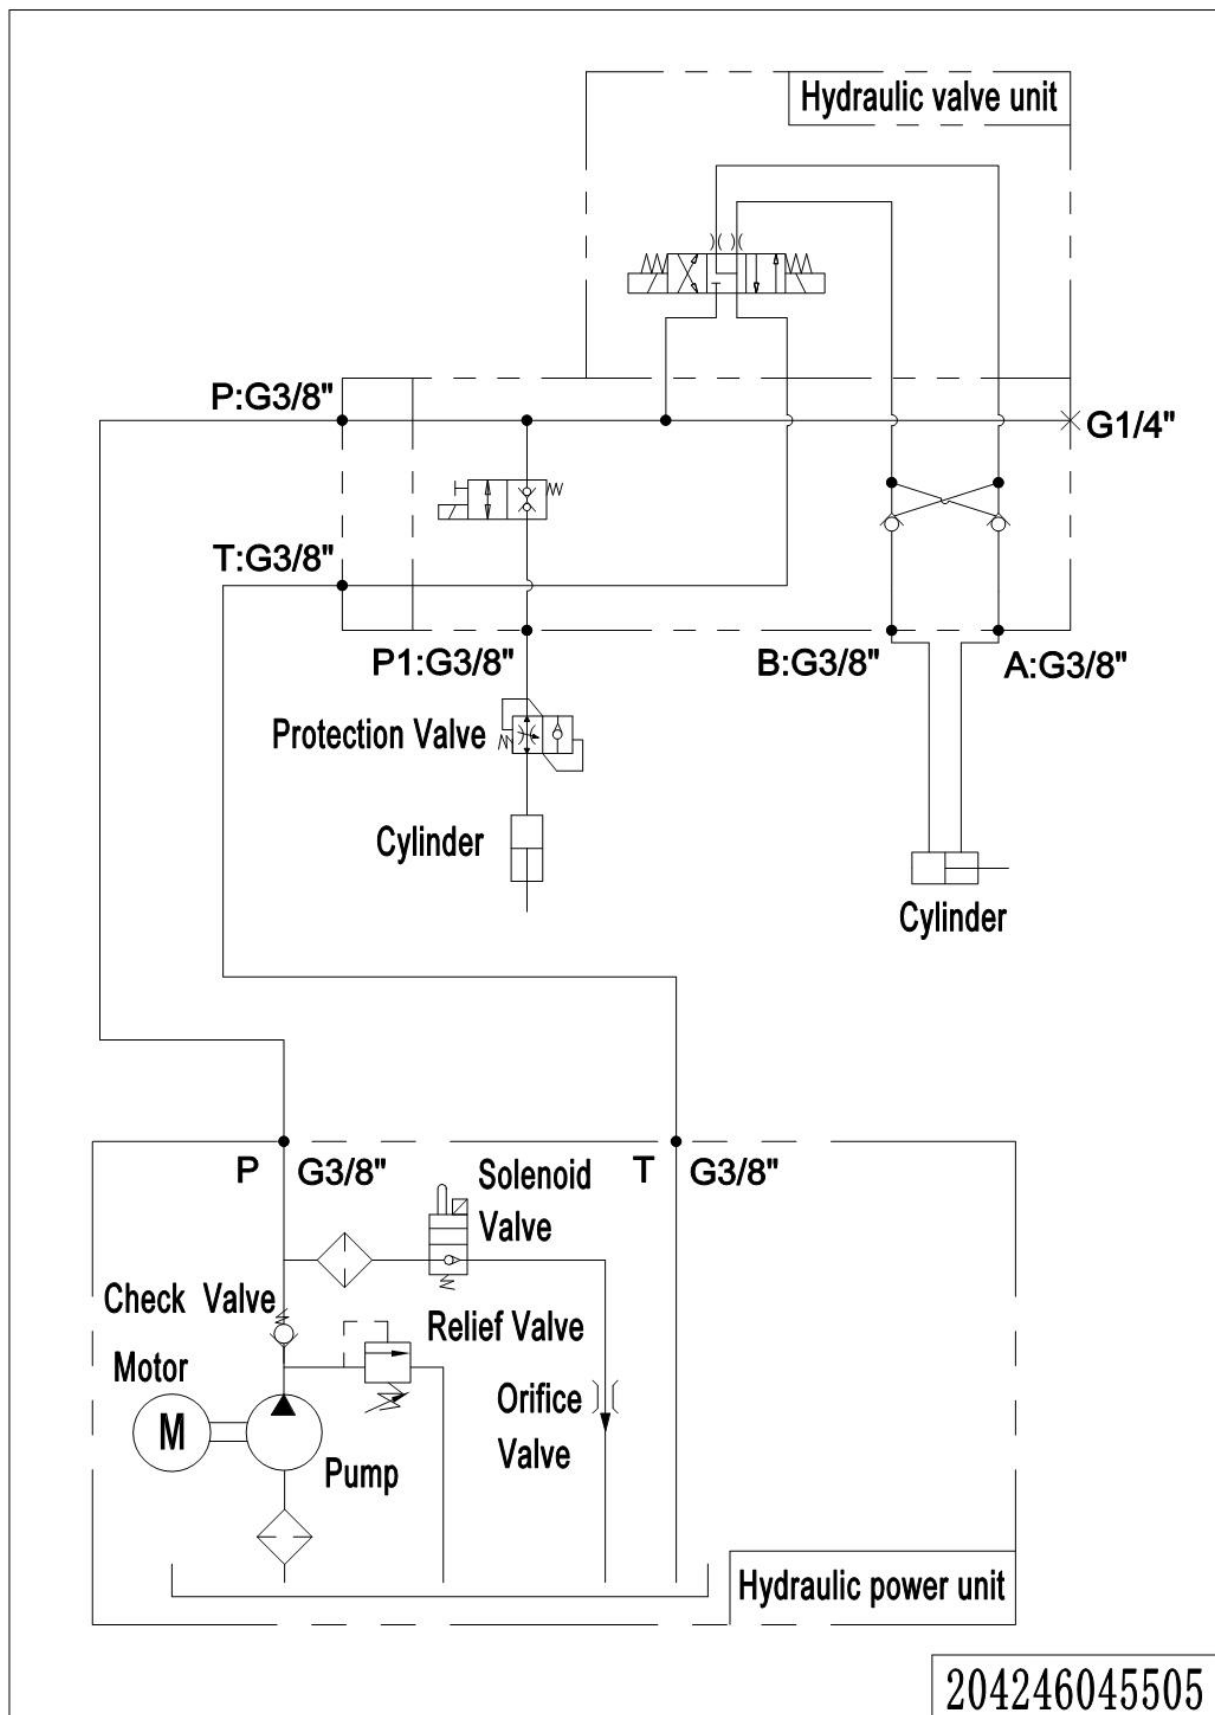 Hydraulic valve unit
P:G3/8"
G1/4"
T:G3/8"
P1:G3/8"
B:G3/8"
A:G3/8"
Protection Valve
Cylinder
Cylinder
P
G3/8"
Solenoid
Valve
T
G3/8"
Check Valve
Relief Valve
Motor
M
Orifice
Valve
Pump
Hydraulic power unit
204246045505